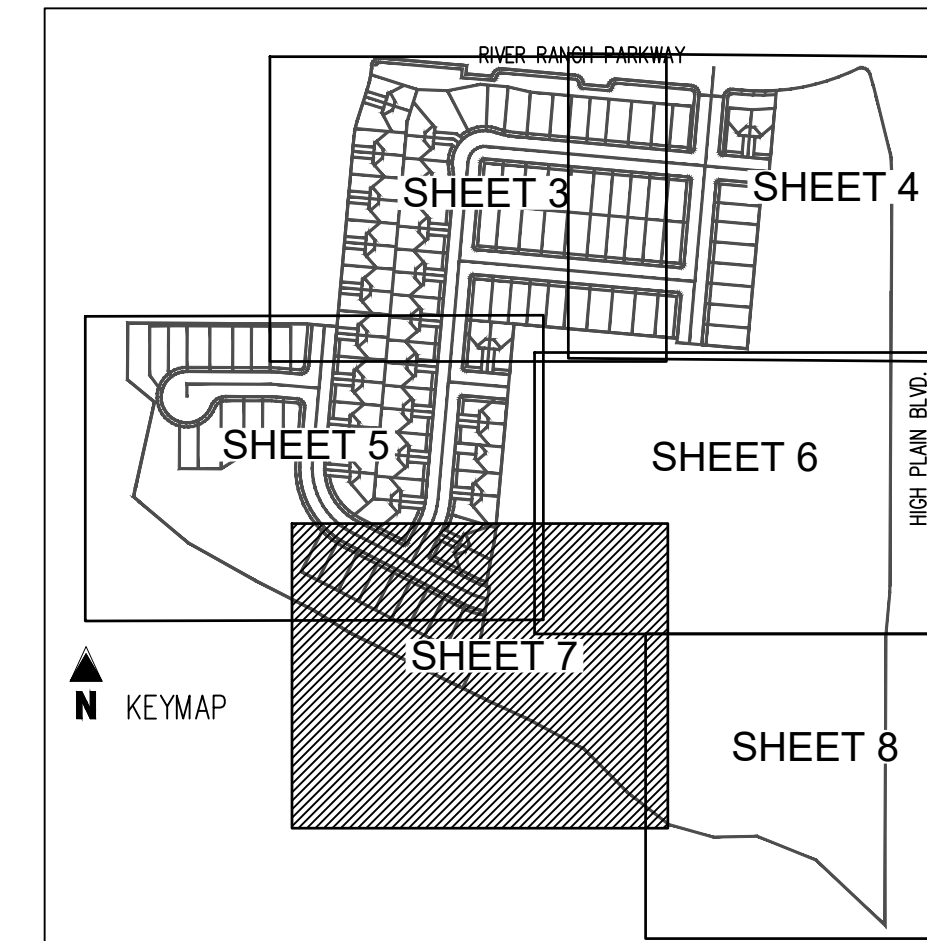 RIVER RANCH PARKWAY
SHEET 3
SHEET 4
SHEET 5
SHEET 6
HIGH PLAIN BLVD.
SHEET 7
N KEYMAP
SHEET 8